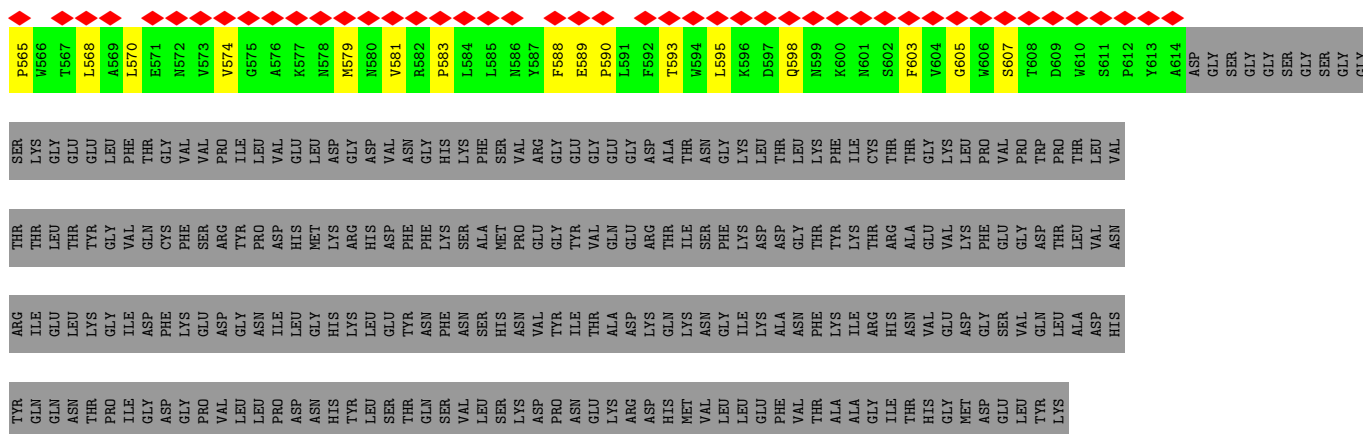 P565 W566 T567 L568 A569 L570 E571 N572 V573 V574 G575 A576 K577 N578 M579 N580 V581 R582 P583 L584 L585 N586 Y587 F588 E589 P590 L591 F592 T593 W594 L595 K596 D597 Q598 N599 K600 N601 S602 F603 V604 G605 W606 S607 T608 D609 W610 S611 P612 Y613 A614 ASP GLY SER GLY GLY SER GLY SER GLY GLY
SER LYS GLY GLU GLU LEU PHE THR GLY VAL VAL PRO ILE LEU VAL GLU LEU ASP GLY ASP VAL ASN GLY HIS LYS PHE SER VAL ARG GLY GLU GLY GLU GLY ASP ALA THR ASN GLY LYS LEU THR LEU LYS PHE ILE CYS THR THR GLY LYS LEU PRO VAL PRO TRP PRO THR LEU VAL
THR THR LEU THR TYR GLY VAL GLN CYS PHE SER ARG TYR PRO ASP HIS MET LYS ARG HIS ASP PHE PHE LYS SER ALA MET PRO GLU GLY TYR VAL GLN GLU ARG THR ILE SER PHE LYS ASP ASP GLY THR TYR LYS THR ARG ALA GLU VAL LYS PHE GLU GLY ASP THR LEU VAL ASN
ARG ILE GLU LEU LYS GLY ILE ASP PHE LYS GLU ASP GLY ASN ILE LEU GLY HIS LYS LEU GLU TYR ASN PHE ASN SER HIS ASN VAL TYR ILE THR ALA ASP LYS GLN LYS ASN GLY ILE LYS ALA ASN PHE LYS ILE ARG HIS ASN VAL GLU ASP GLY SER VAL GLN LEU ALA ASP HIS
TYR GLN GLN ASN THR PRO ILE GLY ASP GLY PRO VAL LEU LEU PRO ASP ASN HIS TYR LEU SER THR GLN SER VAL LEU SER LYS ASP PRO ASN GLU LYS ARG ASP HIS MET VAL LEU LEU GLU PHE VAL THR ALA ALA GLY ILE THR HIS GLY MET ASP GLU LEU TYR LYS